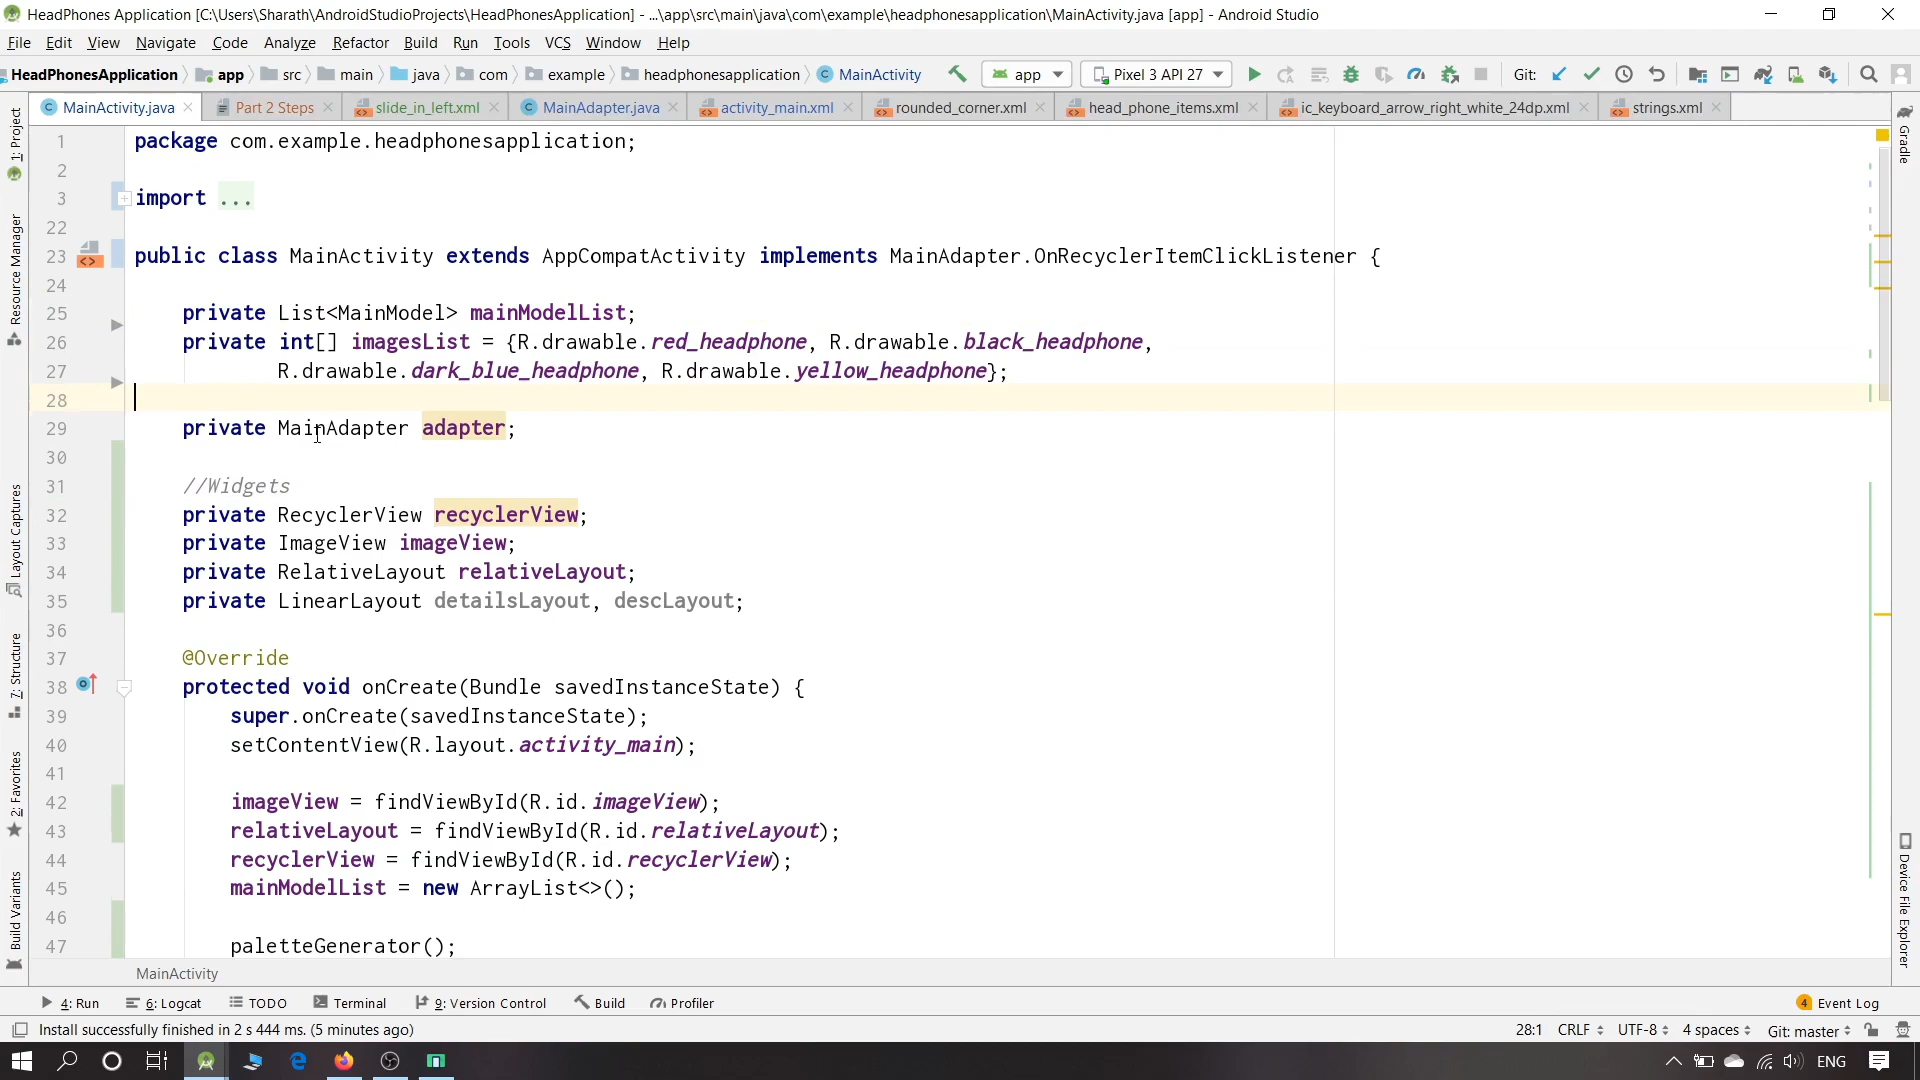 HeadPhones Application [C:\Users\Sharath\AndroidStudioProjects\HeadPhonesApplication] - ...\app\src\main\java\com\example\headphonesapplication\MainActivity.java [app] - Android Studio
File Edit View Navigate Code Analyze Refactor Build Run Tools VCS Window Help
HeadPhonesApplication app src main java com example headphonesapplication MainActivity app Pixel 3 API 27 Git:
MainActivity.java Part 2 Steps slide_in_left.xml MainAdapter.java activity_main.xml rounded_corner.xml head_phone_items.xml ic_keyboard_arrow_right_white_24dp.xml strings.xml
1: Project
Resource Manager
Layout Captures
7: Structure
2: Favorites
Build Variants
1 package com.example.headphonesapplication;
2
3 import ...
22
23 public class MainActivity extends AppCompatActivity implements MainAdapter.OnRecyclerItemClickListener {
24
25 private List<MainModel> mainModelList;
26 private int[] imagesList = {R.drawable.red_headphone, R.drawable.black_headphone,
27 R.drawable.dark_blue_headphone, R.drawable.yellow_headphone};
28
29 private MainAdapter adapter;
30
31 //Widgets
32 private RecyclerView recyclerView;
33 private ImageView imageView;
34 private RelativeLayout relativeLayout;
35 private LinearLayout detailsLayout, descLayout;
36
37 @Override
38 protected void onCreate(Bundle savedInstanceState) {
39 super.onCreate(savedInstanceState);
40 setContentView(R.layout.activity_main);
41
42 imageView = findViewById(R.id.imageView);
43 relativeLayout = findViewById(R.id.relativeLayout);
44 recyclerView = findViewById(R.id.recyclerView);
45 mainModelList = new ArrayList<>();
46
47 paletteGenerator();
Gradle
Device File Explorer
MainActivity
4: Run 6: Logcat TODO Terminal 9: Version Control Build Profiler 4 Event Log
Install successfully finished in 2 s 444 ms. (5 minutes ago) 28:1 CRLF UTF-8 4 spaces Git: master
ENG